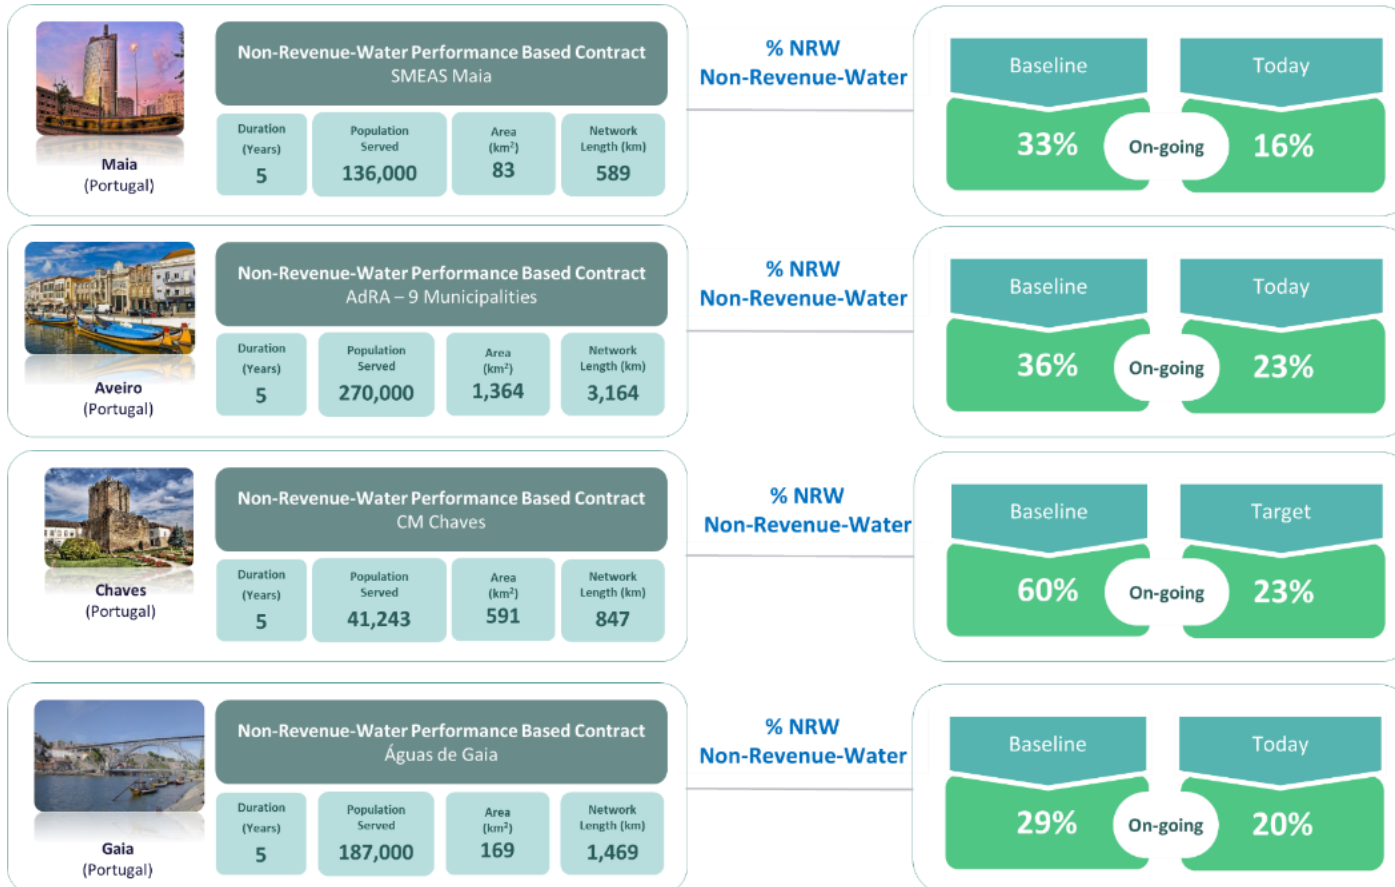 Maia
(Portugal)
Non-Revenue-Water Performance Based Contract
SMEAS Maia
Duration
(Years)
5
Population
Served
136,000
Area
(km²)
83
Network
Length (km)
589
% NRW
Non-Revenue-Water
Baseline
33%
On-going
Today
16%
Aveiro
(Portugal)
Non-Revenue-Water Performance Based Contract
AdRA – 9 Municipalities
Duration
(Years)
5
Population
Served
270,000
Area
(km²)
1,364
Network
Length (km)
3,164
% NRW
Non-Revenue-Water
Baseline
36%
On-going
Today
23%
Chaves
(Portugal)
Non-Revenue-Water Performance Based Contract
CM Chaves
Duration
(Years)
5
Population
Served
41,243
Area
(km²)
591
Network
Length (km)
847
% NRW
Non-Revenue-Water
Baseline
60%
On-going
Target
23%
Gaia
(Portugal)
Non-Revenue-Water Performance Based Contract
Águas de Gaia
Duration
(Years)
5
Population
Served
187,000
Area
(km²)
169
Network
Length (km)
1,469
% NRW
Non-Revenue-Water
Baseline
29%
On-going
Today
20%